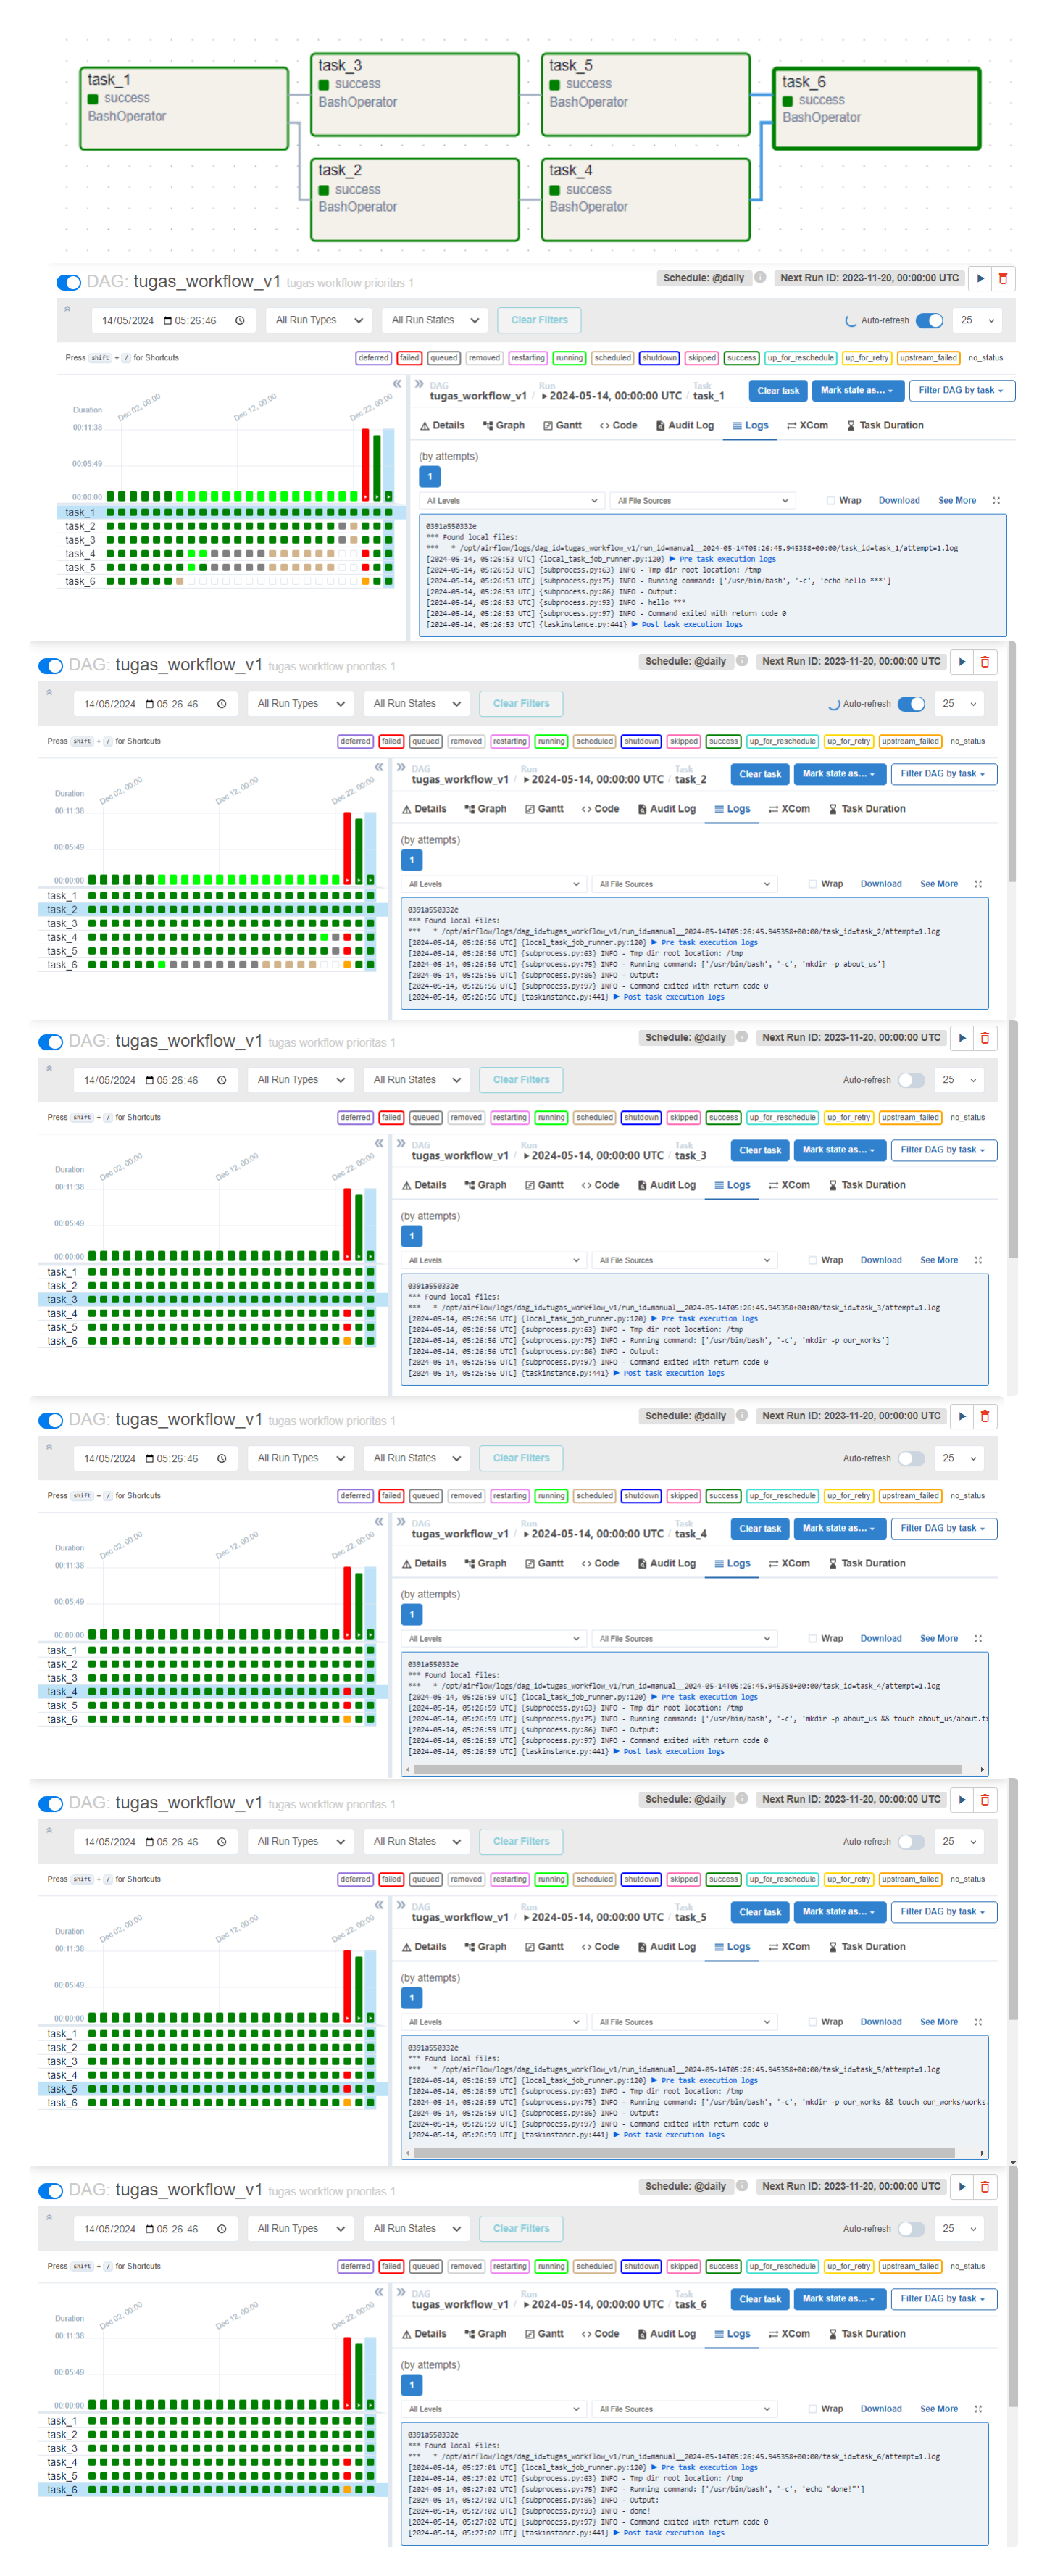 task_1
success
BashOperator
task_3
success
BashOperator
task_5
success
BashOperator
task_6
success
BashOperator
task_2
success
BashOperator
task_4
success
BashOperator
DAG: tugas_workflow_v1 tugas workflow prioritas 1
Schedule: @daily Next Run ID: 2023-11-20, 00:00:00 UTC
14/05/2024 05:26:46 All Run Types All Run States Clear Filters Auto-refresh 25
Press shift + / for Shortcuts
deferred failed queued removed restarting running scheduled shutdown skipped success up_for_reschedule up_for_retry upstream_failed no_status
Duration
Dec 02, 00:00 Dec 12, 00:00 Dec 22, 00:00
00:11:38
00:05:49
00:00:00
task_1
task_2
task_3
task_4
task_5
task_6
DAG Run Task
tugas_workflow_v1 / 2024-05-14, 00:00:00 UTC / task_1
Clear task Mark state as... Filter DAG by task
Details Graph Gantt Code Audit Log Logs XCom Task Duration
(by attempts)
1
All Levels All File Sources Wrap Download See More
0391a550332e
*** Found local files:
*** * /opt/airflow/logs/dag_id=tugas_workflow_v1/run_id=manual__2024-05-14T05:26:45.945358+00:00/task_id=task_1/attempt=1.log
[2024-05-14, 05:26:53 UTC] {local_task_job_runner.py:120} ▶ Pre task execution logs
[2024-05-14, 05:26:53 UTC] {subprocess.py:63} INFO - Tmp dir root location: /tmp
[2024-05-14, 05:26:53 UTC] {subprocess.py:75} INFO - Running command: ['/usr/bin/bash', '-c', 'echo hello ***']
[2024-05-14, 05:26:53 UTC] {subprocess.py:86} INFO - Output:
[2024-05-14, 05:26:53 UTC] {subprocess.py:93} INFO - hello ***
[2024-05-14, 05:26:53 UTC] {subprocess.py:97} INFO - Command exited with return code 0
[2024-05-14, 05:26:53 UTC] {taskinstance.py:441} ▶ Post task execution logs
DAG: tugas_workflow_v1 tugas workflow prioritas 1
Schedule: @daily Next Run ID: 2023-11-20, 00:00:00 UTC
14/05/2024 05:26:46 All Run Types All Run States Clear Filters Auto-refresh 25
Press shift + / for Shortcuts
deferred failed queued removed restarting running scheduled shutdown skipped success up_for_reschedule up_for_retry upstream_failed no_status
Duration
Dec 02, 00:00 Dec 12, 00:00 Dec 22, 00:00
00:11:38
00:05:49
00:00:00
task_1
task_2
task_3
task_4
task_5
task_6
DAG Run Task
tugas_workflow_v1 / 2024-05-14, 00:00:00 UTC / task_2
Clear task Mark state as... Filter DAG by task
Details Graph Gantt Code Audit Log Logs XCom Task Duration
(by attempts)
1
All Levels All File Sources Wrap Download See More
0391a550332e
*** Found local files:
*** * /opt/airflow/logs/dag_id=tugas_workflow_v1/run_id=manual__2024-05-14T05:26:45.945358+00:00/task_id=task_2/attempt=1.log
[2024-05-14, 05:26:56 UTC] {local_task_job_runner.py:120} ▶ Pre task execution logs
[2024-05-14, 05:26:56 UTC] {subprocess.py:63} INFO - Tmp dir root location: /tmp
[2024-05-14, 05:26:56 UTC] {subprocess.py:75} INFO - Running command: ['/usr/bin/bash', '-c', 'mkdir -p about_us']
[2024-05-14, 05:26:56 UTC] {subprocess.py:86} INFO - Output:
[2024-05-14, 05:26:56 UTC] {subprocess.py:97} INFO - Command exited with return code 0
[2024-05-14, 05:26:56 UTC] {taskinstance.py:441} ▶ Post task execution logs
DAG: tugas_workflow_v1 tugas workflow prioritas 1
Schedule: @daily Next Run ID: 2023-11-20, 00:00:00 UTC
14/05/2024 05:26:46 All Run Types All Run States Clear Filters Auto-refresh 25
Press shift + / for Shortcuts
deferred failed queued removed restarting running scheduled shutdown skipped success up_for_reschedule up_for_retry upstream_failed no_status
Duration
Dec 02, 00:00 Dec 12, 00:00 Dec 22, 00:00
00:11:38
00:05:49
00:00:00
task_1
task_2
task_3
task_4
task_5
task_6
DAG Run Task
tugas_workflow_v1 / 2024-05-14, 00:00:00 UTC / task_3
Clear task Mark state as... Filter DAG by task
Details Graph Gantt Code Audit Log Logs XCom Task Duration
(by attempts)
1
All Levels All File Sources Wrap Download See More
0391a550332e
*** Found local files:
*** * /opt/airflow/logs/dag_id=tugas_workflow_v1/run_id=manual__2024-05-14T05:26:45.945358+00:00/task_id=task_3/attempt=1.log
[2024-05-14, 05:26:56 UTC] {local_task_job_runner.py:120} ▶ Pre task execution logs
[2024-05-14, 05:26:56 UTC] {subprocess.py:63} INFO - Tmp dir root location: /tmp
[2024-05-14, 05:26:56 UTC] {subprocess.py:75} INFO - Running command: ['/usr/bin/bash', '-c', 'mkdir -p our_works']
[2024-05-14, 05:26:56 UTC] {subprocess.py:86} INFO - Output:
[2024-05-14, 05:26:56 UTC] {subprocess.py:97} INFO - Command exited with return code 0
[2024-05-14, 05:26:56 UTC] {taskinstance.py:441} ▶ Post task execution logs
DAG: tugas_workflow_v1 tugas workflow prioritas 1
Schedule: @daily Next Run ID: 2023-11-20, 00:00:00 UTC
14/05/2024 05:26:46 All Run Types All Run States Clear Filters Auto-refresh 25
Press shift + / for Shortcuts
deferred failed queued removed restarting running scheduled shutdown skipped success up_for_reschedule up_for_retry upstream_failed no_status
Duration
Dec 02, 00:00 Dec 12, 00:00 Dec 22, 00:00
00:11:38
00:05:49
00:00:00
task_1
task_2
task_3
task_4
task_5
task_6
DAG Run Task
tugas_workflow_v1 / 2024-05-14, 00:00:00 UTC / task_4
Clear task Mark state as... Filter DAG by task
Details Graph Gantt Code Audit Log Logs XCom Task Duration
(by attempts)
1
All Levels All File Sources Wrap Download See More
0391a550332e
*** Found local files:
*** * /opt/airflow/logs/dag_id=tugas_workflow_v1/run_id=manual__2024-05-14T05:26:45.945358+00:00/task_id=task_4/attempt=1.log
[2024-05-14, 05:26:59 UTC] {local_task_job_runner.py:120} ▶ Pre task execution logs
[2024-05-14, 05:26:59 UTC] {subprocess.py:63} INFO - Tmp dir root location: /tmp
[2024-05-14, 05:26:59 UTC] {subprocess.py:75} INFO - Running command: ['/usr/bin/bash', '-c', 'mkdir -p about_us && touch about_us/about.tx
[2024-05-14, 05:26:59 UTC] {subprocess.py:86} INFO - Output:
[2024-05-14, 05:26:59 UTC] {subprocess.py:97} INFO - Command exited with return code 0
[2024-05-14, 05:26:59 UTC] {taskinstance.py:441} ▶ Post task execution logs
DAG: tugas_workflow_v1 tugas workflow prioritas 1
Schedule: @daily Next Run ID: 2023-11-20, 00:00:00 UTC
14/05/2024 05:26:46 All Run Types All Run States Clear Filters Auto-refresh 25
Press shift + / for Shortcuts
deferred failed queued removed restarting running scheduled shutdown skipped success up_for_reschedule up_for_retry upstream_failed no_status
Duration
Dec 02, 00:00 Dec 12, 00:00 Dec 22, 00:00
00:11:38
00:05:49
00:00:00
task_1
task_2
task_3
task_4
task_5
task_6
DAG Run Task
tugas_workflow_v1 / 2024-05-14, 00:00:00 UTC / task_5
Clear task Mark state as... Filter DAG by task
Details Graph Gantt Code Audit Log Logs XCom Task Duration
(by attempts)
1
All Levels All File Sources Wrap Download See More
0391a550332e
*** Found local files:
*** * /opt/airflow/logs/dag_id=tugas_workflow_v1/run_id=manual__2024-05-14T05:26:45.945358+00:00/task_id=task_5/attempt=1.log
[2024-05-14, 05:26:59 UTC] {local_task_job_runner.py:120} ▶ Pre task execution logs
[2024-05-14, 05:26:59 UTC] {subprocess.py:63} INFO - Tmp dir root location: /tmp
[2024-05-14, 05:26:59 UTC] {subprocess.py:75} INFO - Running command: ['/usr/bin/bash', '-c', 'mkdir -p our_works && touch our_works/works.
[2024-05-14, 05:26:59 UTC] {subprocess.py:86} INFO - Output:
[2024-05-14, 05:26:59 UTC] {subprocess.py:97} INFO - Command exited with return code 0
[2024-05-14, 05:26:59 UTC] {taskinstance.py:441} ▶ Post task execution logs
DAG: tugas_workflow_v1 tugas workflow prioritas 1
Schedule: @daily Next Run ID: 2023-11-20, 00:00:00 UTC
14/05/2024 05:26:46 All Run Types All Run States Clear Filters Auto-refresh 25
Press shift + / for Shortcuts
deferred failed queued removed restarting running scheduled shutdown skipped success up_for_reschedule up_for_retry upstream_failed no_status
Duration
Dec 02, 00:00 Dec 12, 00:00 Dec 22, 00:00
00:11:38
00:05:49
00:00:00
task_1
task_2
task_3
task_4
task_5
task_6
DAG Run Task
tugas_workflow_v1 / 2024-05-14, 00:00:00 UTC / task_6
Clear task Mark state as... Filter DAG by task
Details Graph Gantt Code Audit Log Logs XCom Task Duration
(by attempts)
1
All Levels All File Sources Wrap Download See More
0391a550332e
*** Found local files:
*** * /opt/airflow/logs/dag_id=tugas_workflow_v1/run_id=manual__2024-05-14T05:26:45.945358+00:00/task_id=task_6/attempt=1.log
[2024-05-14, 05:27:01 UTC] {local_task_job_runner.py:120} ▶ Pre task execution logs
[2024-05-14, 05:27:02 UTC] {subprocess.py:63} INFO - Tmp dir root location: /tmp
[2024-05-14, 05:27:02 UTC] {subprocess.py:75} INFO - Running command: ['/usr/bin/bash', '-c', 'echo "done!"']
[2024-05-14, 05:27:02 UTC] {subprocess.py:86} INFO - Output:
[2024-05-14, 05:27:02 UTC] {subprocess.py:93} INFO - done!
[2024-05-14, 05:27:02 UTC] {subprocess.py:97} INFO - Command exited with return code 0
[2024-05-14, 05:27:02 UTC] {taskinstance.py:441} ▶ Post task execution logs